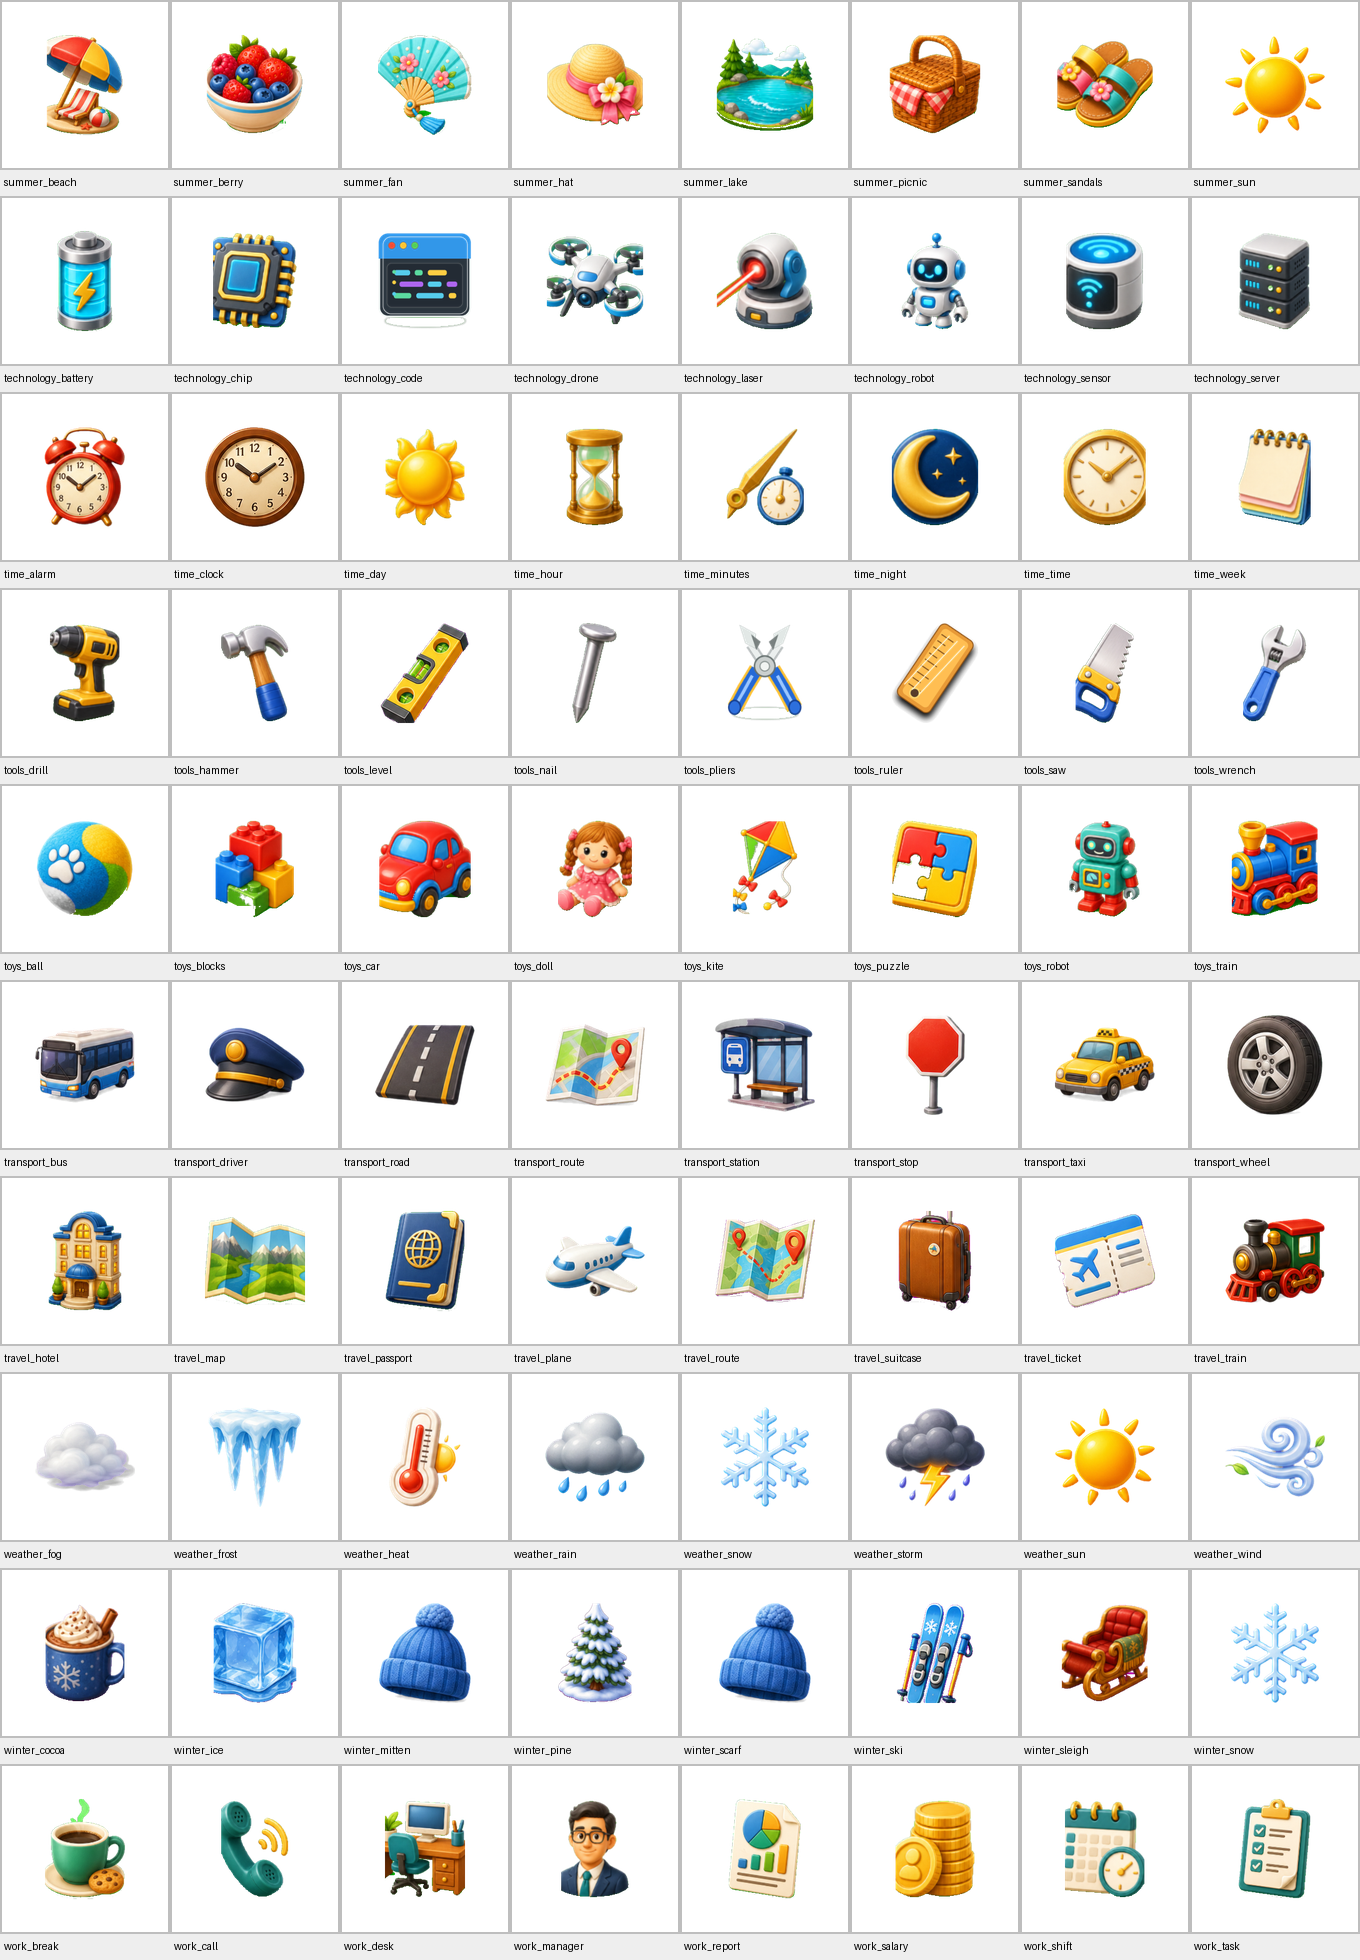 summer_beach summer_berry summer_fan summer_hat summer_lake summer_picnic summer_sandals summer_sun
technology_battery technology_chip technology_code technology_drone technology_laser technology_robot technology_sensor technology_server
time_alarm time_clock time_day time_hour time_minutes time_night time_time time_week
tools_drill tools_hammer tools_level tools_nail tools_pliers tools_ruler tools_saw tools_wrench
toys_ball toys_blocks toys_car toys_doll toys_kite toys_puzzle toys_robot toys_train
transport_bus transport_driver transport_road transport_route transport_station transport_stop transport_taxi transport_wheel
travel_hotel travel_map travel_passport travel_plane travel_route travel_suitcase travel_ticket travel_train
weather_fog weather_frost weather_heat weather_rain weather_snow weather_storm weather_sun weather_wind
winter_cocoa winter_ice winter_mitten winter_pine winter_scarf winter_ski winter_sleigh winter_snow
work_break work_call work_desk work_manager work_report work_salary work_shift work_task